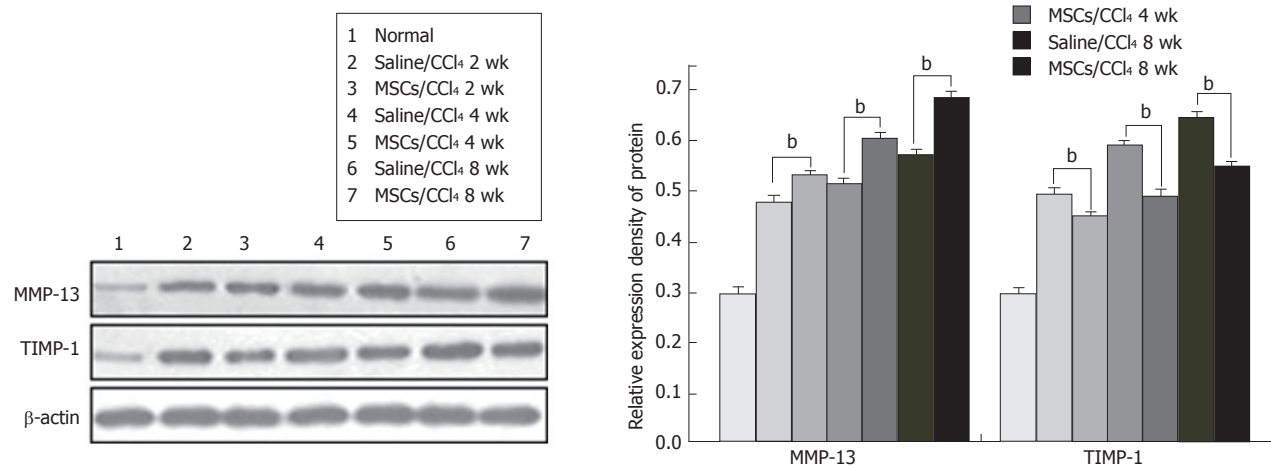 1 Normal
2 Saline/CCl₄ 2 wk
3 MSCs/CCl₄ 2 wk
4 Saline/CCl₄ 4 wk
5 MSCs/CCl₄ 4 wk
6 Saline/CCl₄ 8 wk
7 MSCs/CCl₄ 8 wk
1 2 3 4 5 6 7
MMP-13
TIMP-1
β-actin
MSCs/CCl₄ 4 wk
Saline/CCl₄ 8 wk
MSCs/CCl₄ 8 wk
Relative expression density of protein
0.7
0.6
0.5
0.4
0.3
0.2
0.1
0.0
b
b
b
b
b
b
MMP-13
TIMP-1